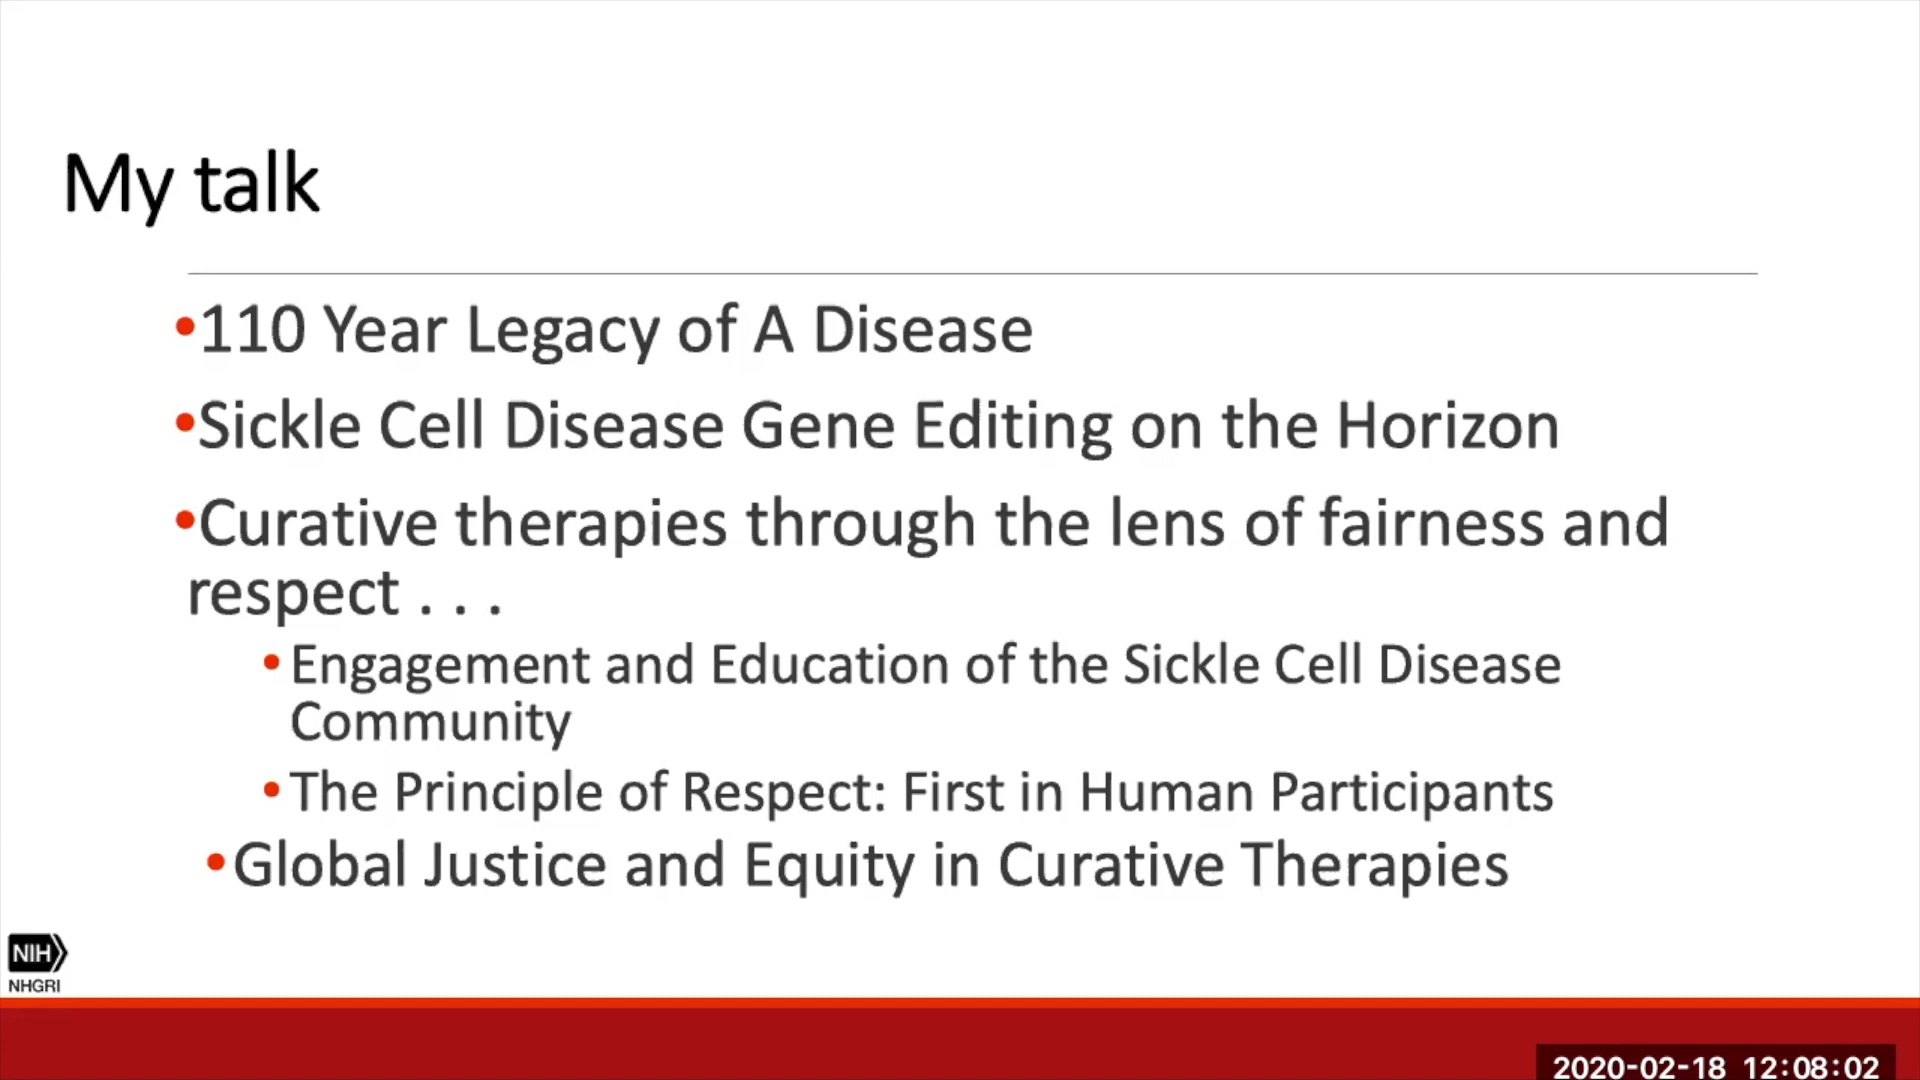 My talk
•110 Year Legacy of A Disease
•Sickle Cell Disease Gene Editing on the Horizon
•Curative therapies through the lens of fairness and
respect . . .
•Engagement and Education of the Sickle Cell Disease
Community
•The Principle of Respect: First in Human Participants
•Global Justice and Equity in Curative Therapies
NIH
NHGRI
2020-02-18 12:08:02